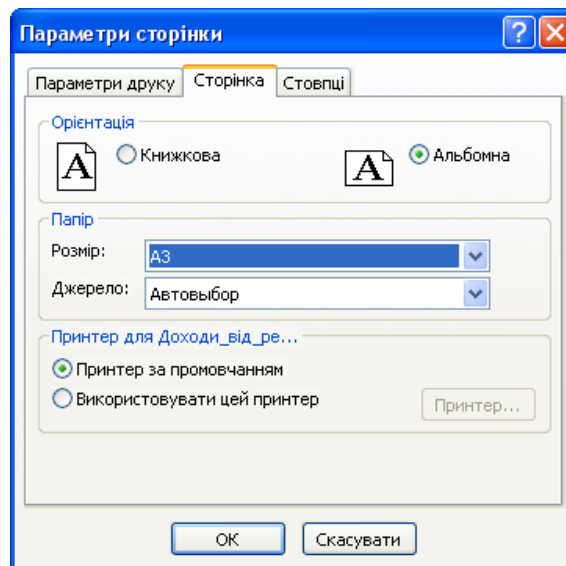 Параметри сторінки
Параметри друку Сторінка Стовпці
Орієнтація
A Книжкова A Альбомна
Папір
Розмір: A3
Джерело: Автовыбор
Принтер для Доходи_від_ре...
Принтер за промовчанням
Використовувати цей принтер Принтер...
ОК Скасувати